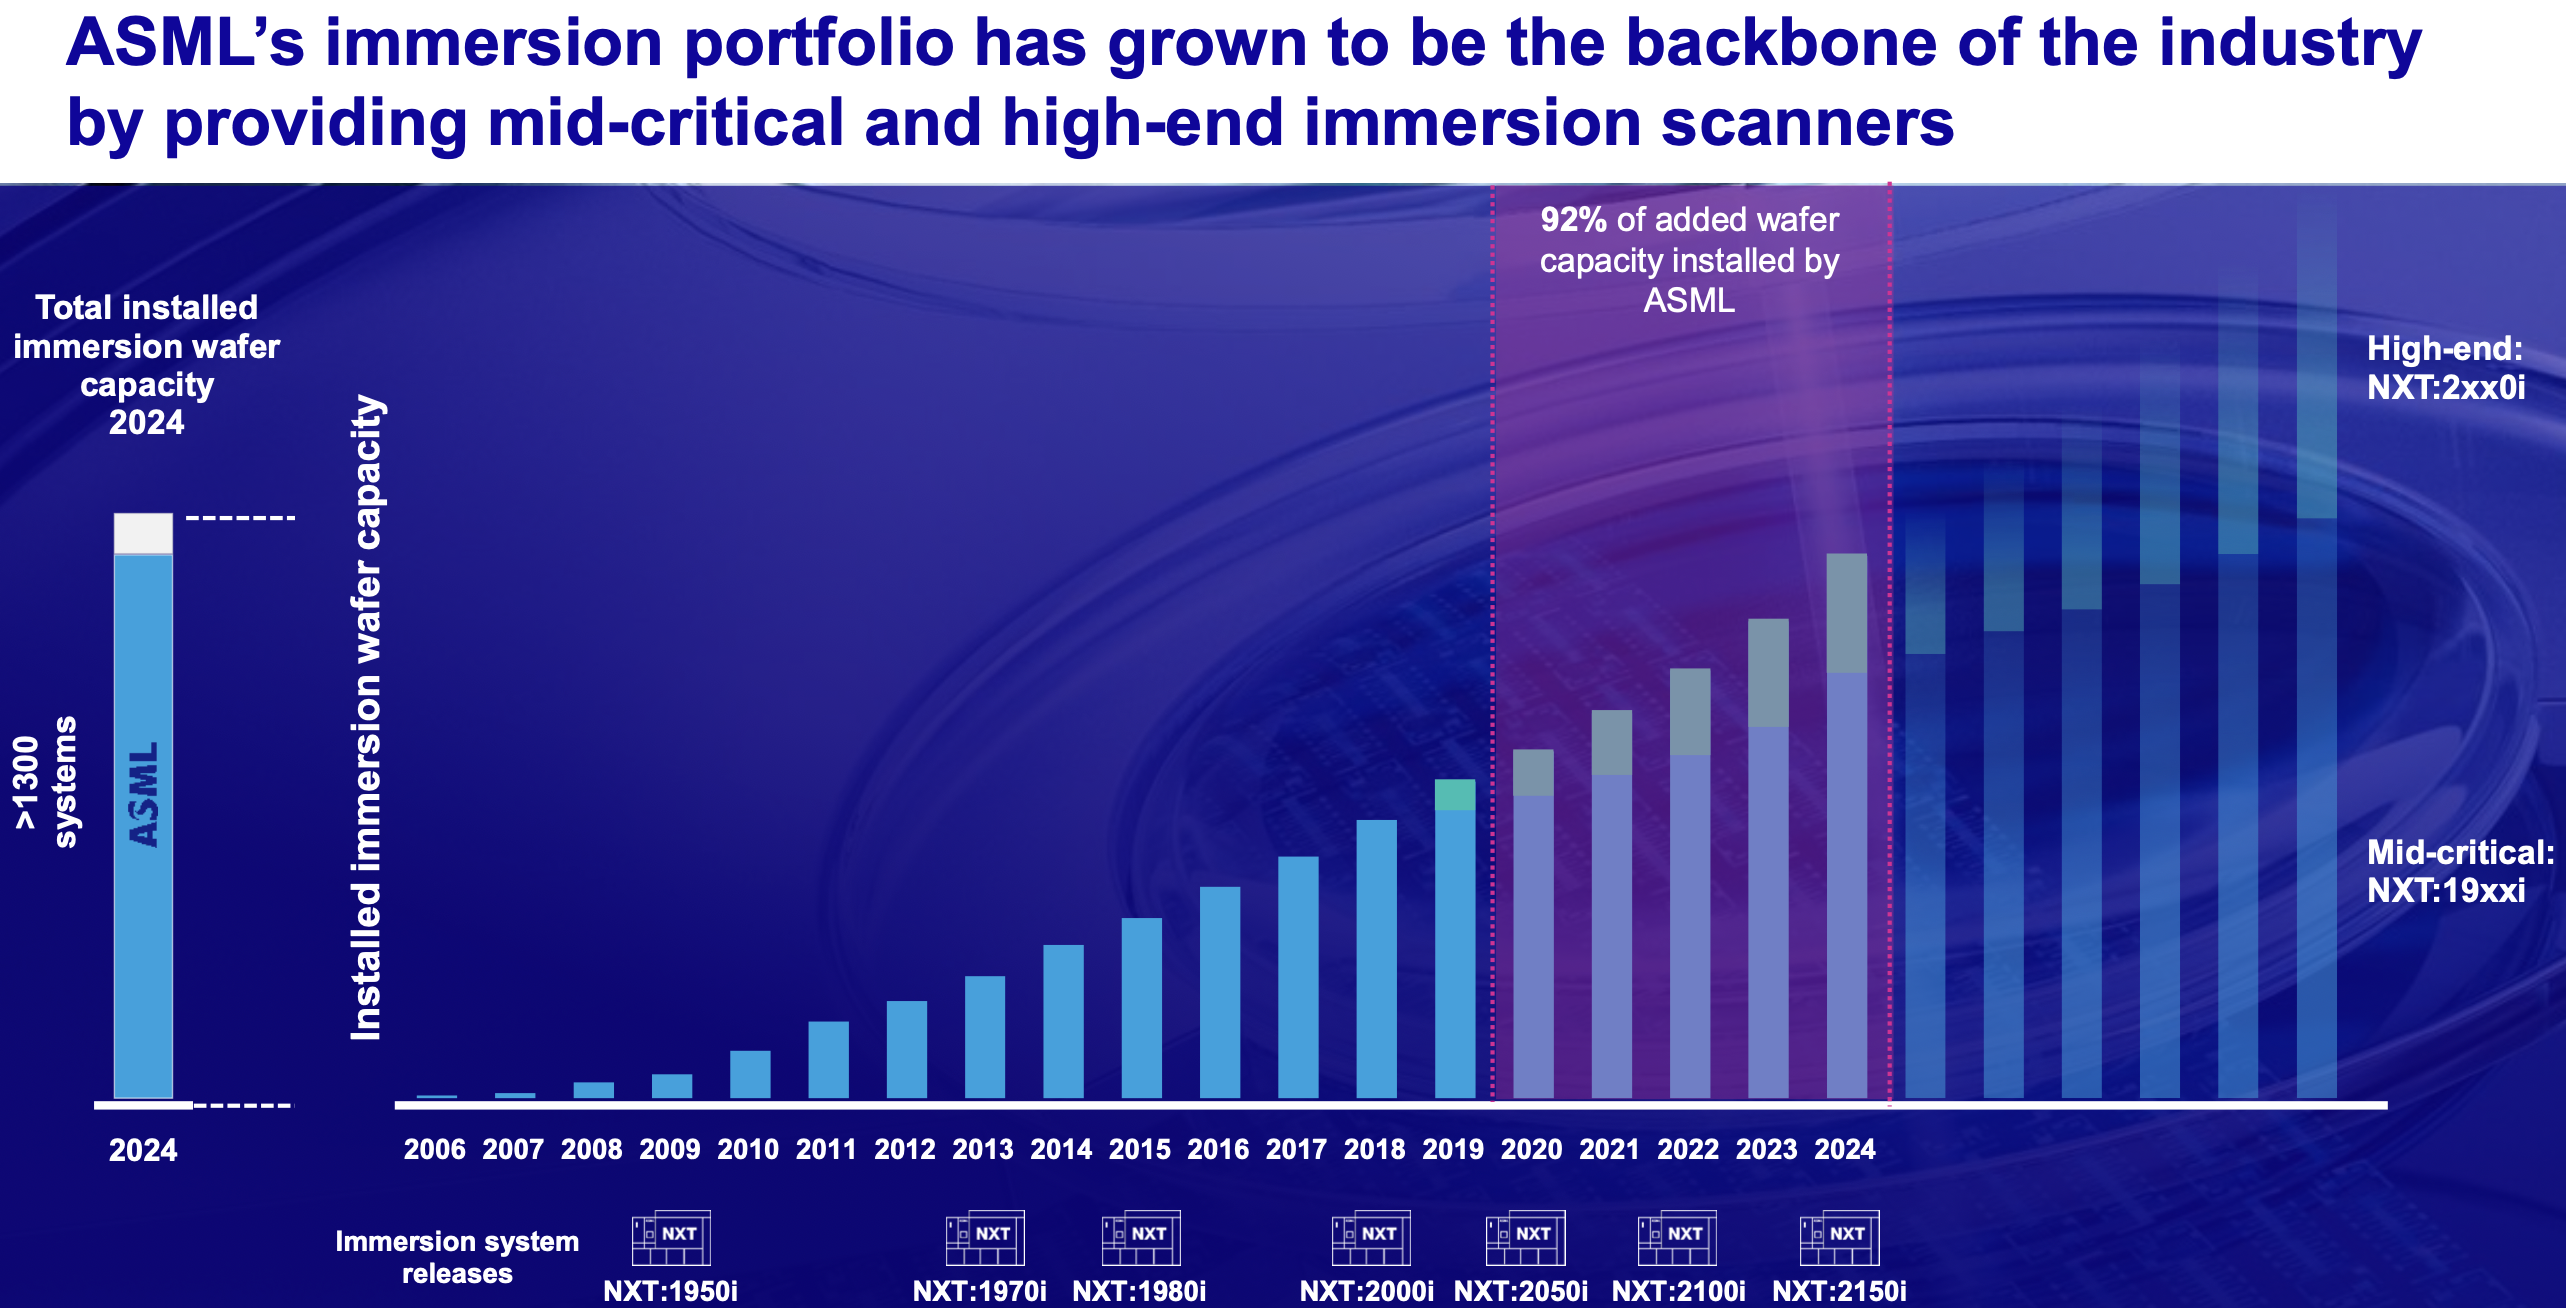 ASML’s immersion portfolio has grown to be the backbone of the industry
by providing mid-critical and high-end immersion scanners
92% of added wafer
capacity installed by
ASML
Total installed
immersion wafer
capacity
2024
High-end:
NXT:2xx0i
Installed immersion wafer capacity
>1300
systems
ASML
Mid-critical:
NXT:19xxi
2024
2006 2007 2008 2009 2010 2011 2012 2013 2014 2015 2016 2017 2018 2019 2020 2021 2022 2023 2024
Immersion system
releases
NXT NXT NXT NXT NXT NXT NXT
NXT:1950i NXT:1970i NXT:1980i NXT:2000i NXT:2050i NXT:2100i NXT:2150i